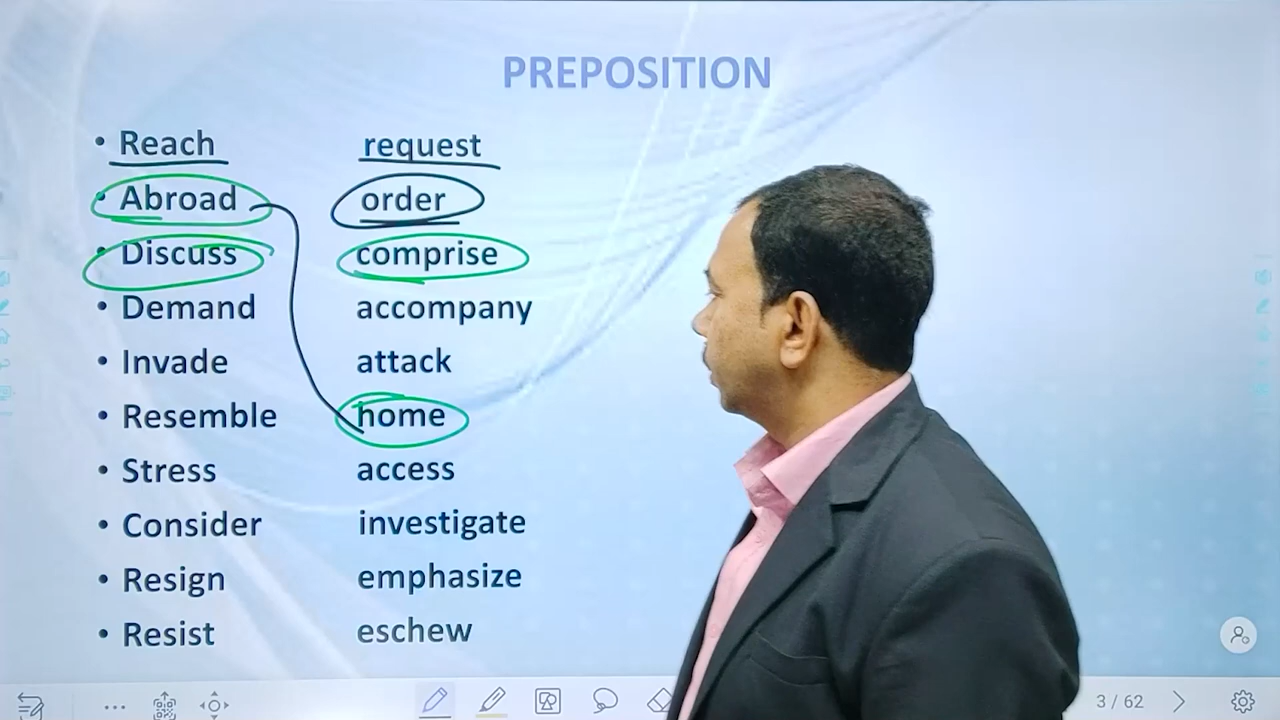 PREPOSITION
• Reach request
• Abroad order
• Discuss comprise
• Demand accompany
• Invade attack
• Resemble home
• Stress access
• Consider investigate
• Resign emphasize
• Resist eschew
3 / 62